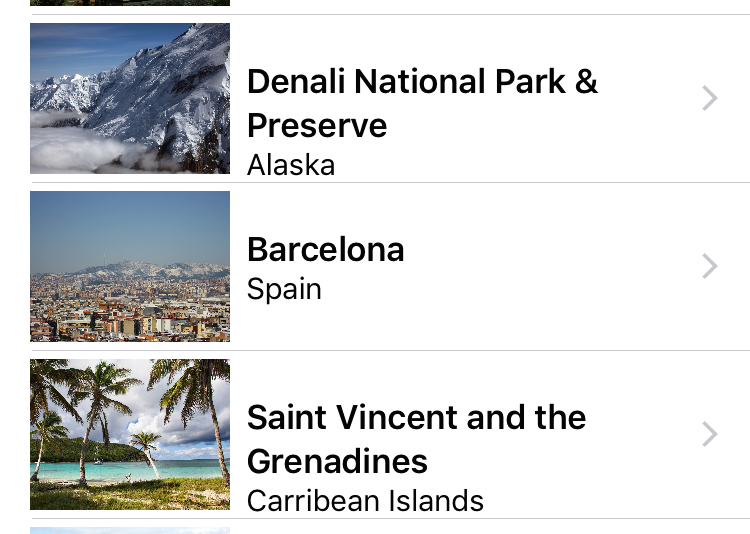 Denali National Park &
Preserve
Alaska
Barcelona
Spain
Saint Vincent and the
Grenadines
Carribean Islands